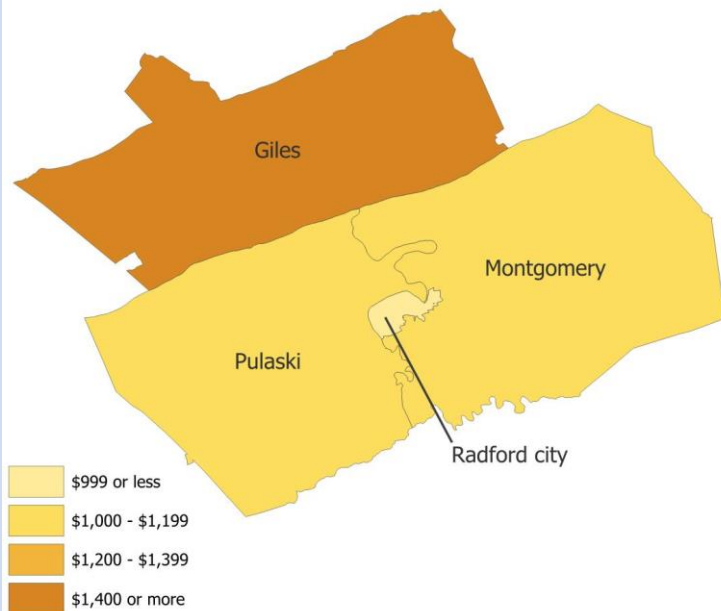 Giles
Montgomery
Pulaski
Radford city
$999 or less
$1,000 - $1,199
$1,200 - $1,399
$1,400 or more